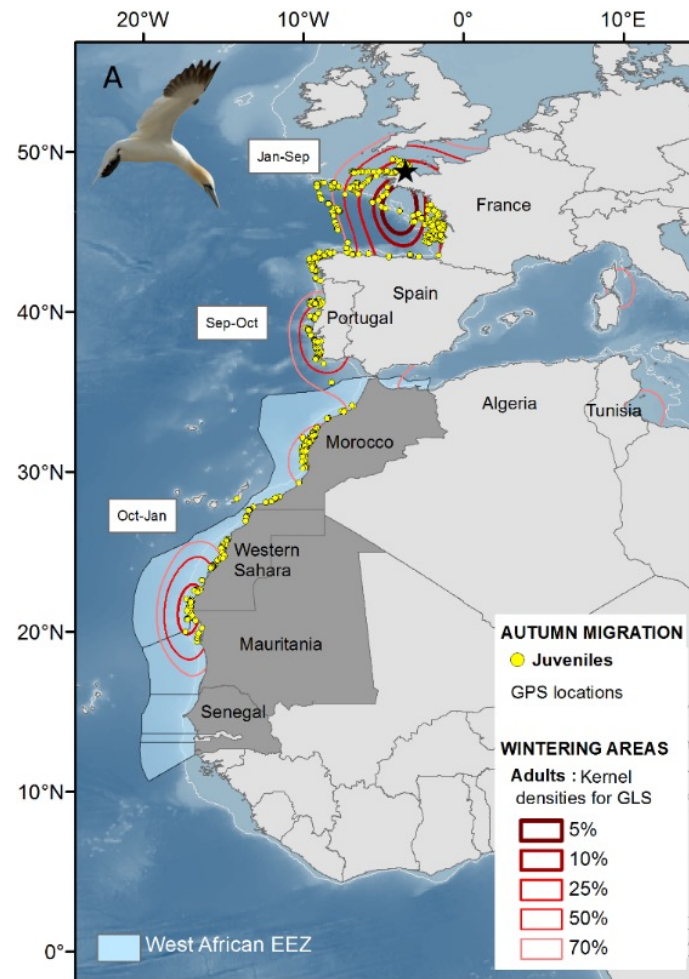 20°W
10°W
0°
10°E
A
50°N
40°N
30°N
20°N
10°N
0°
Jan-Sep
France
Spain
Portugal
Sep-Oct
Algeria
Tunisia
Morocco
Oct-Jan
Western
Sahara
Mauritania
Senegal
AUTUMN MIGRATION
Juveniles
GPS locations
WINTERING AREAS
Adults : Kernel
densities for GLS
5%
10%
25%
50%
70%
West African EEZ